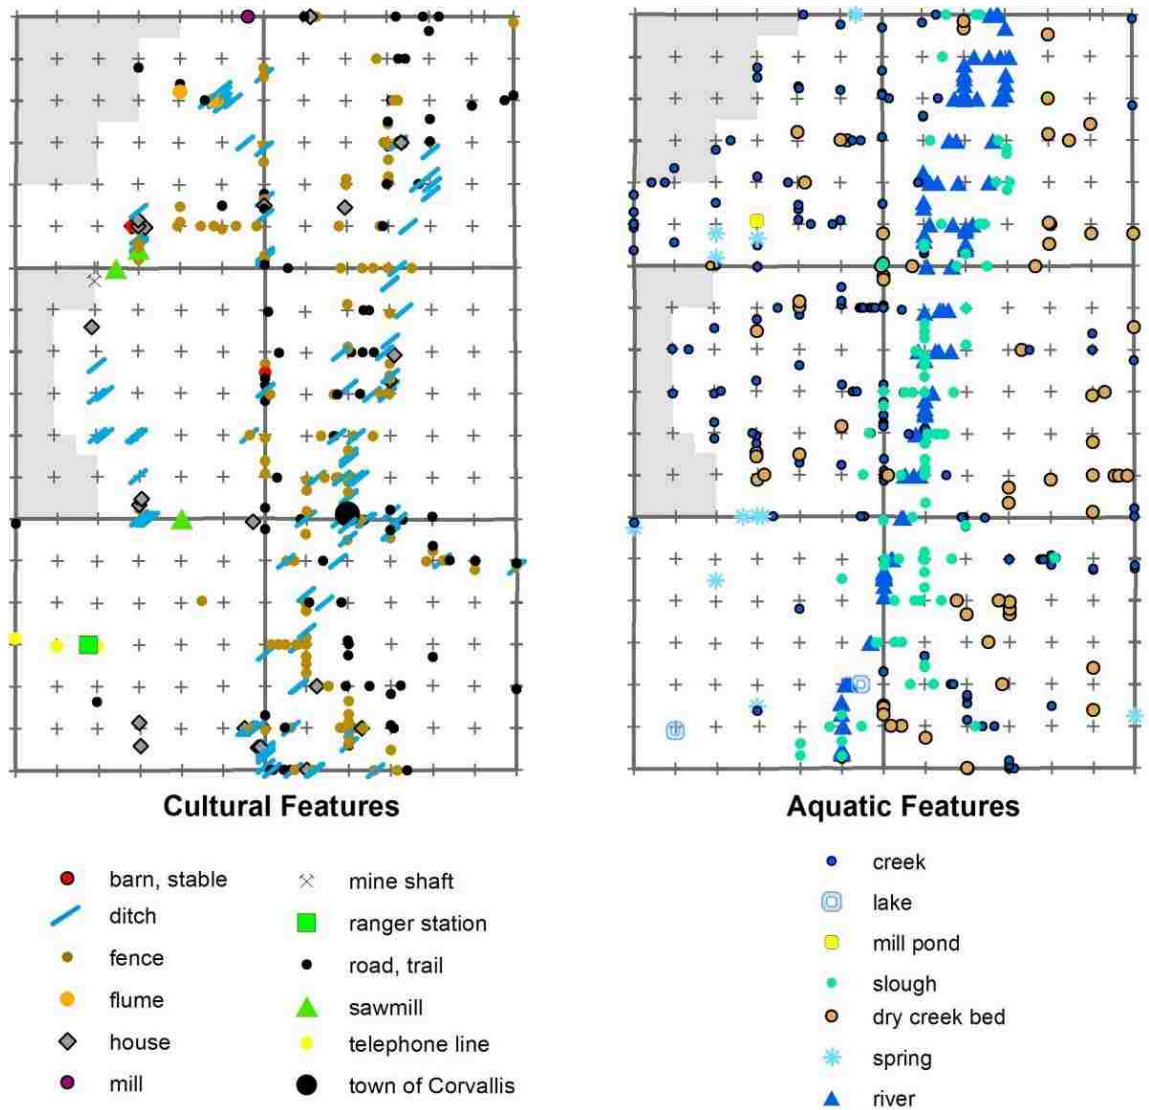 Cultural Features
barn, stable
ditch
fence
flume
house
mill
mine shaft
ranger station
road, trail
sawmill
telephone line
town of Corvallis
Aquatic Features
creek
lake
mill pond
slough
dry creek bed
spring
river